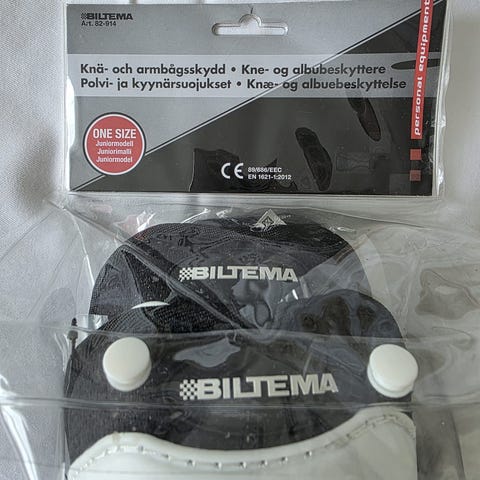 BILTEMA
Art. 82-914
Knä- och armbågsskydd • Kne- og albubeskyttere
Polvi- ja kyynärsuojukset • Knæ- og albuebeskyttelse
personal equipment
ONE SIZE
Juniormodell
Juniorimalli
Juniormodel
CE 89/686/EEC
EN 1621-1:2012
BILTEMA
BILTEMA